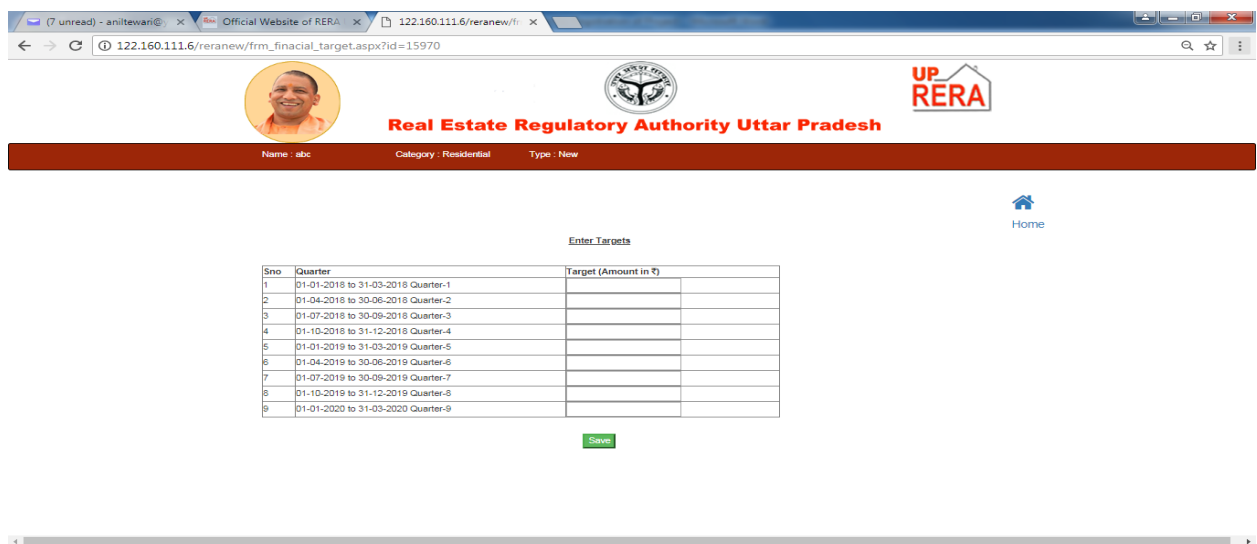 (7 unread) - aniltewari@
Official Website of RERA
122.160.111.6/reranew/fr
122.160.111.6/reranew/frm_finacial_target.aspx?id=15970
UP
RERA
Real Estate Regulatory Authority Uttar Pradesh
Name : abc Category : Residential Type : New
Home
Enter Targets
Sno Quarter Target (Amount in ₹)
1 01-01-2018 to 31-03-2018 Quarter-1
2 01-04-2018 to 30-06-2018 Quarter-2
3 01-07-2018 to 30-09-2018 Quarter-3
4 01-10-2018 to 31-12-2018 Quarter-4
5 01-01-2019 to 31-03-2019 Quarter-5
6 01-04-2019 to 30-06-2019 Quarter-6
7 01-07-2019 to 30-09-2019 Quarter-7
8 01-10-2019 to 31-12-2019 Quarter-8
9 01-01-2020 to 31-03-2020 Quarter-9
Save